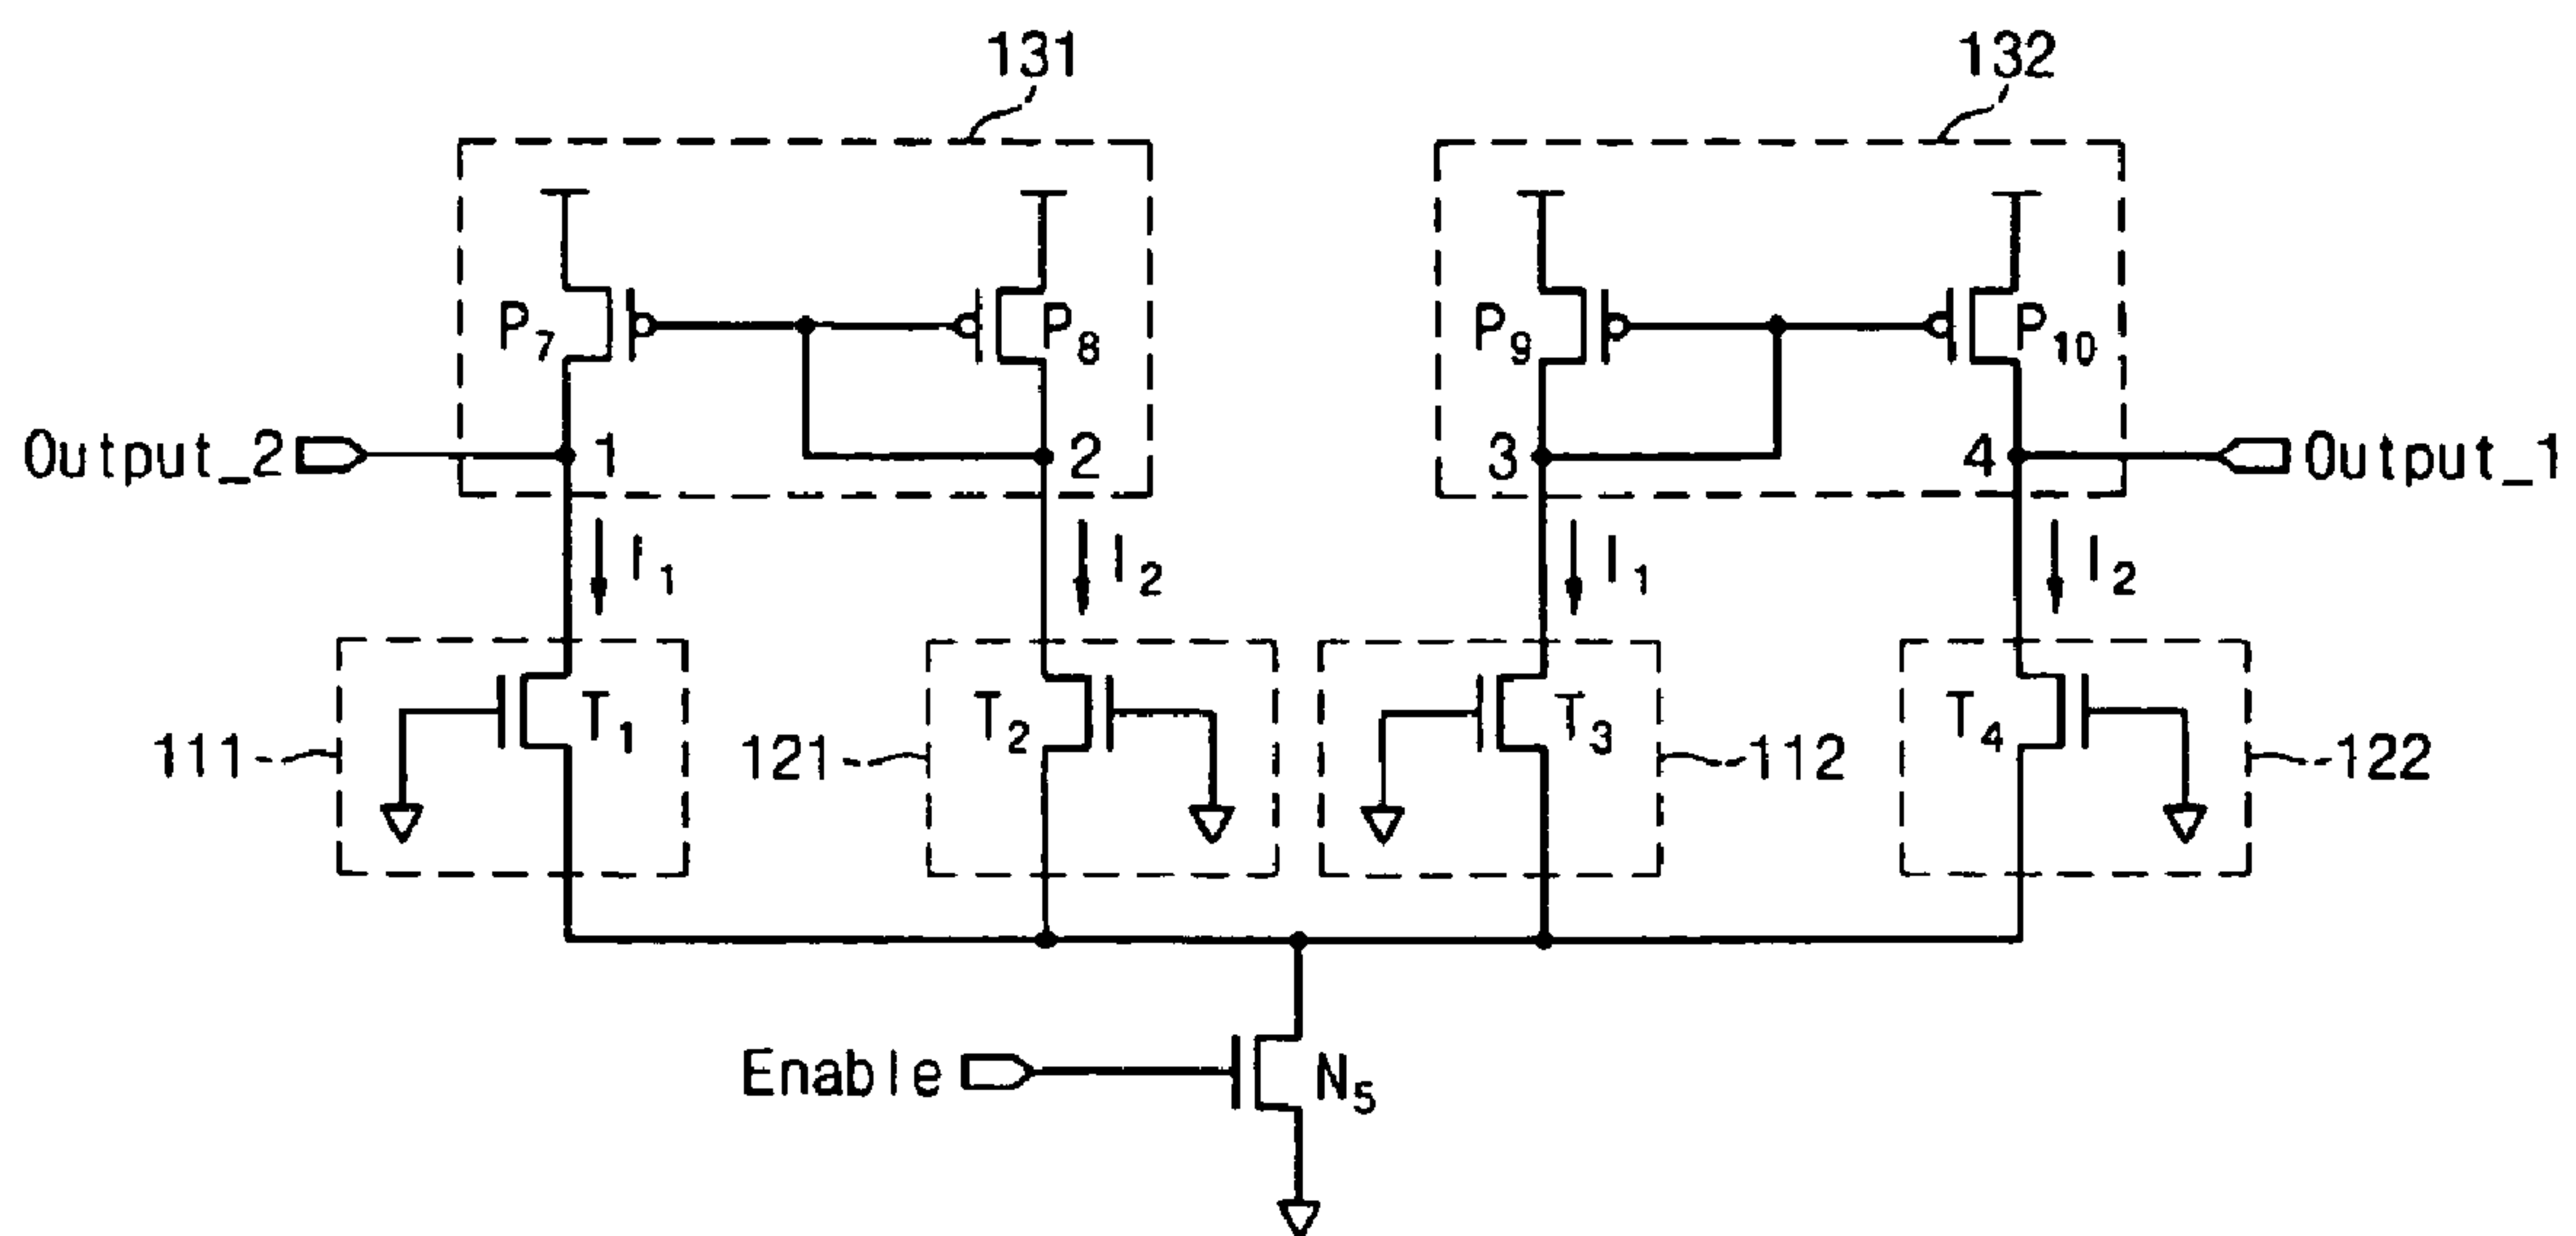 131
132
P7
P8
P9
P10
Output_2
1
2
3
4
Output_1
I1
I2
I1
I2
T1
T2
T3
T4
111
121
112
122
Enable
N5